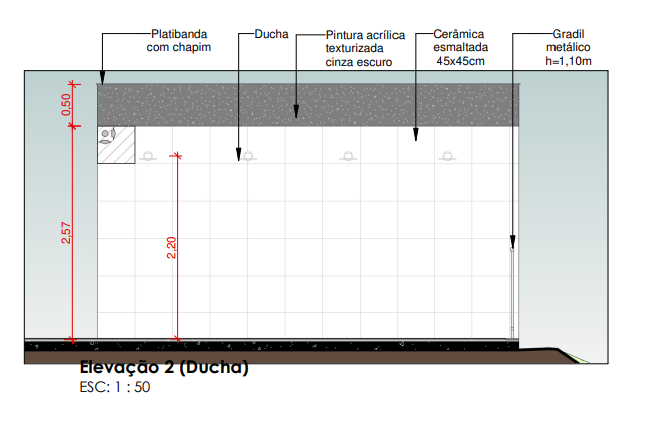 Platibanda
com chapim
Ducha
Pintura acrílica
texturizada
cinza escuro
Cerâmica
esmaltada
45x45cm
Gradil
metálico
h=1,10m
0,50
2,57
2,20
Elevação 2 (Ducha)
ESC: 1 : 50